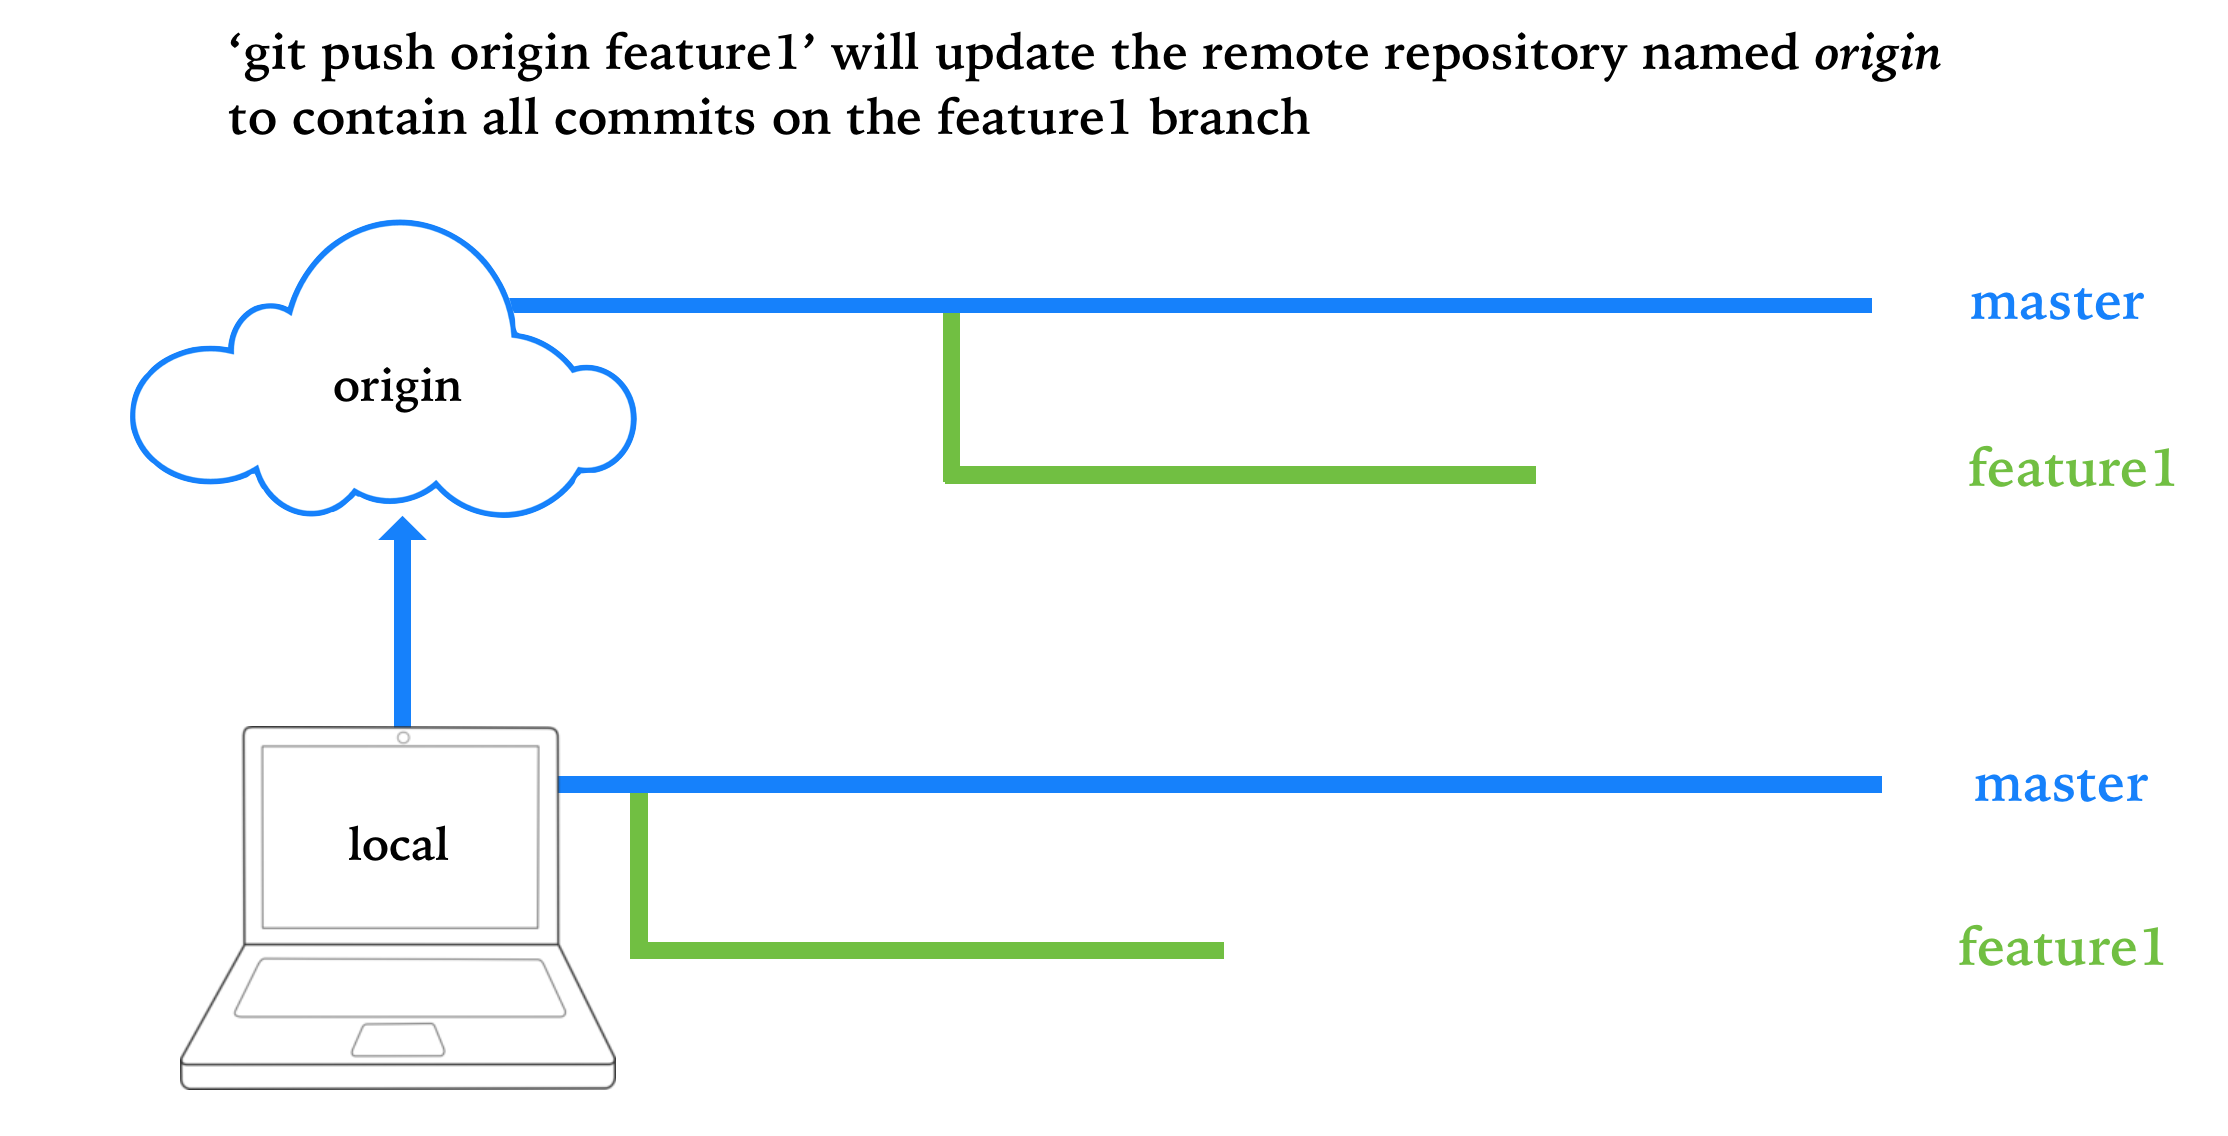 ‘git push origin feature1’ will update the remote repository named origin
to contain all commits on the feature1 branch
master
origin
feature1
master
local
feature1